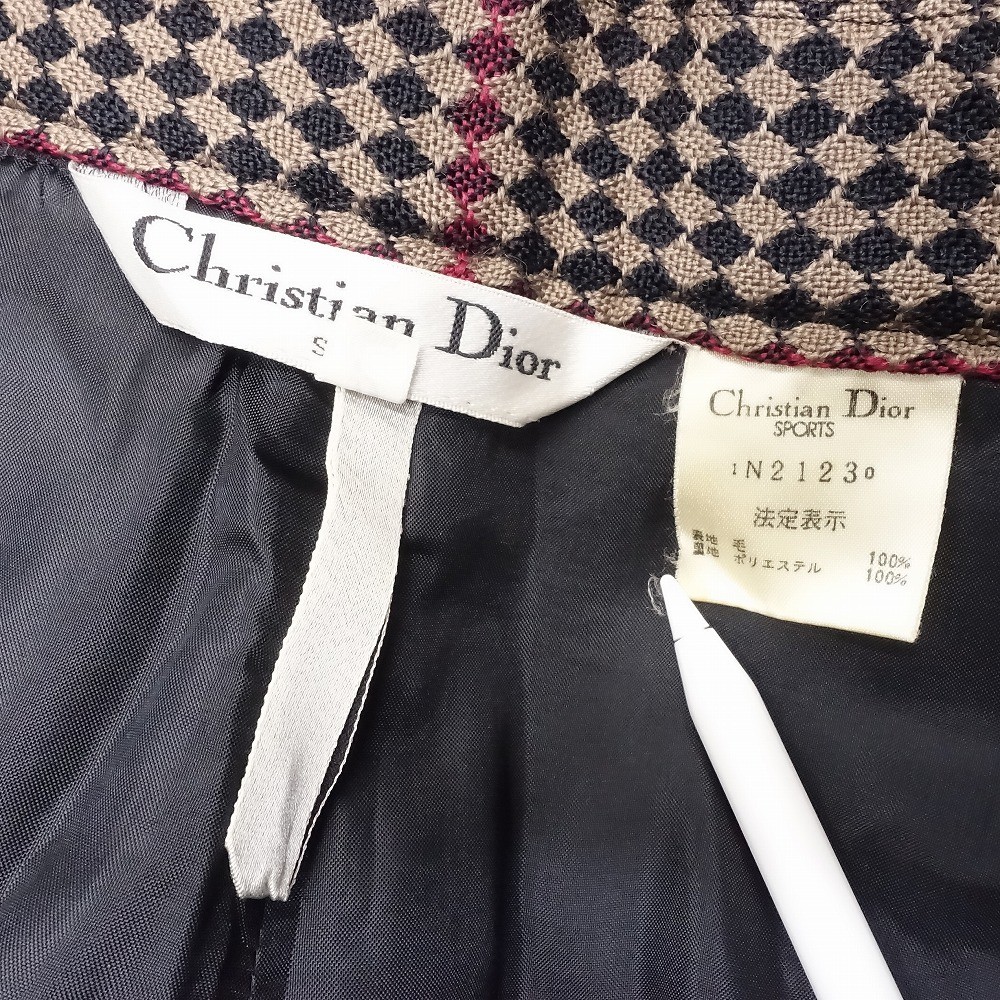 Christian Dior
S
Christian Dior
SPORTS
1N21230
法定表示
表地 毛 100%
裏地 ポリエステル 100%